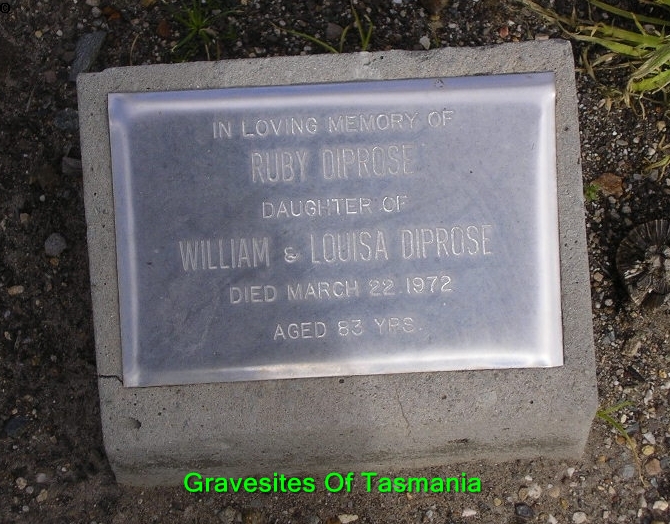 IN LOVING MEMORY OF
RUBY DIPROSE
DAUGHTER OF
WILLIAM & LOUISA DIPROSE
DIED MARCH 22 1972
AGED 83 YRS.
Gravesites Of Tasmania